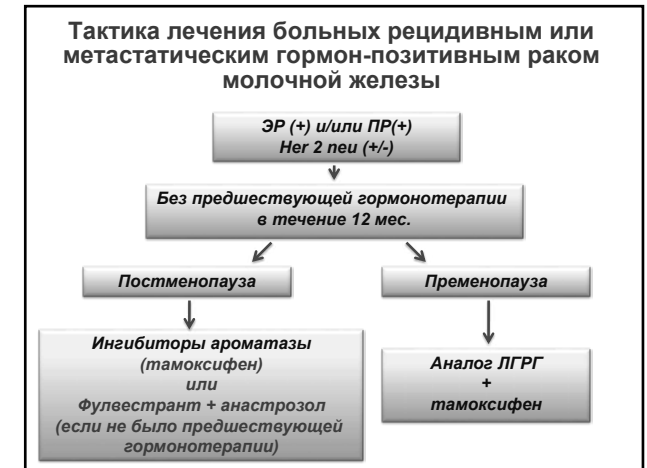 Тактика лечения больных рецидивным или
метастатическим гормон-позитивным раком
молочной железы
ЭР (+) и/или ПР(+)
Her 2 neu (+/-)
Без предшествующей гормонотерапии
в течение 12 мес.
Постменопауза
Пременопауза
Ингибиторы ароматазы
(тамоксифен)
или
Фулвестрант + анастрозол
(если не было предшествующей
гормонотерапии)
Аналог ЛГРГ
+
тамоксифен